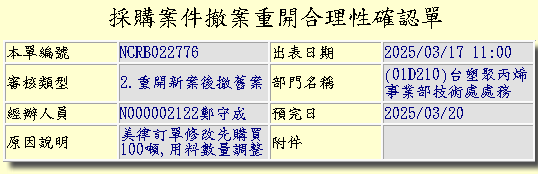 採購案件撤案重開合理性確認單
本單編號 NCRB022776 出表日期 2025/03/17 11:00
審核類型 2.重開新案後撤舊案 部門名稱 (01D210)台塑聚丙烯事業部技術處處務
經辦人員 N000002122鄭守成 預完日 2025/03/20
原因說明 美律訂單修改先購買100噸,用料數量調整 附件